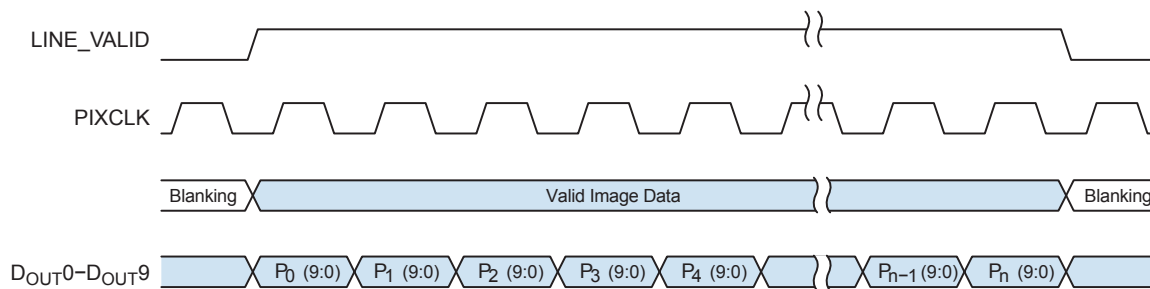 LINE_VALID
PIXCLK
Blanking Valid Image Data Blanking
DOUT0−DOUT9 P0 (9:0) P1 (9:0) P2 (9:0) P3 (9:0) P4 (9:0) Pn−1 (9:0) Pn (9:0)